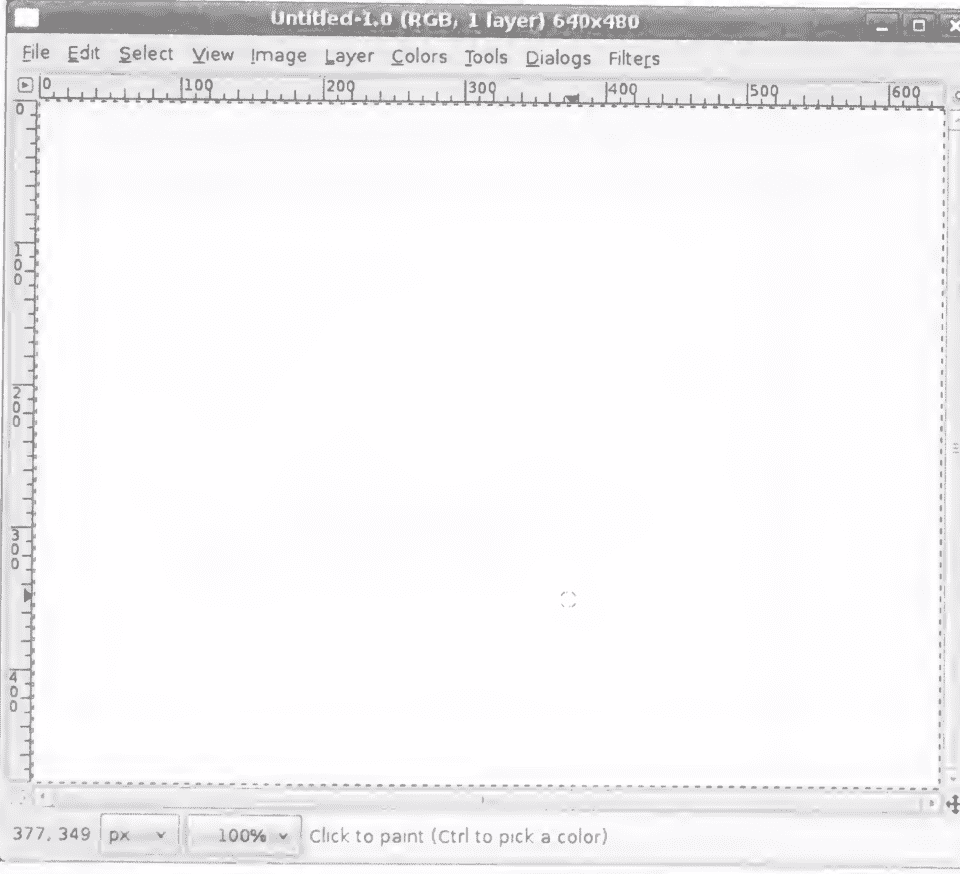 Untitled-1.0 (RGB, 1 layer) 640x480
File Edit Select View Image Layer Colors Tools Dialogs Filters
0 100 200 300 400 500 600
0
100
200
300
400
377, 349 px 100% Click to paint (Ctrl to pick a color)